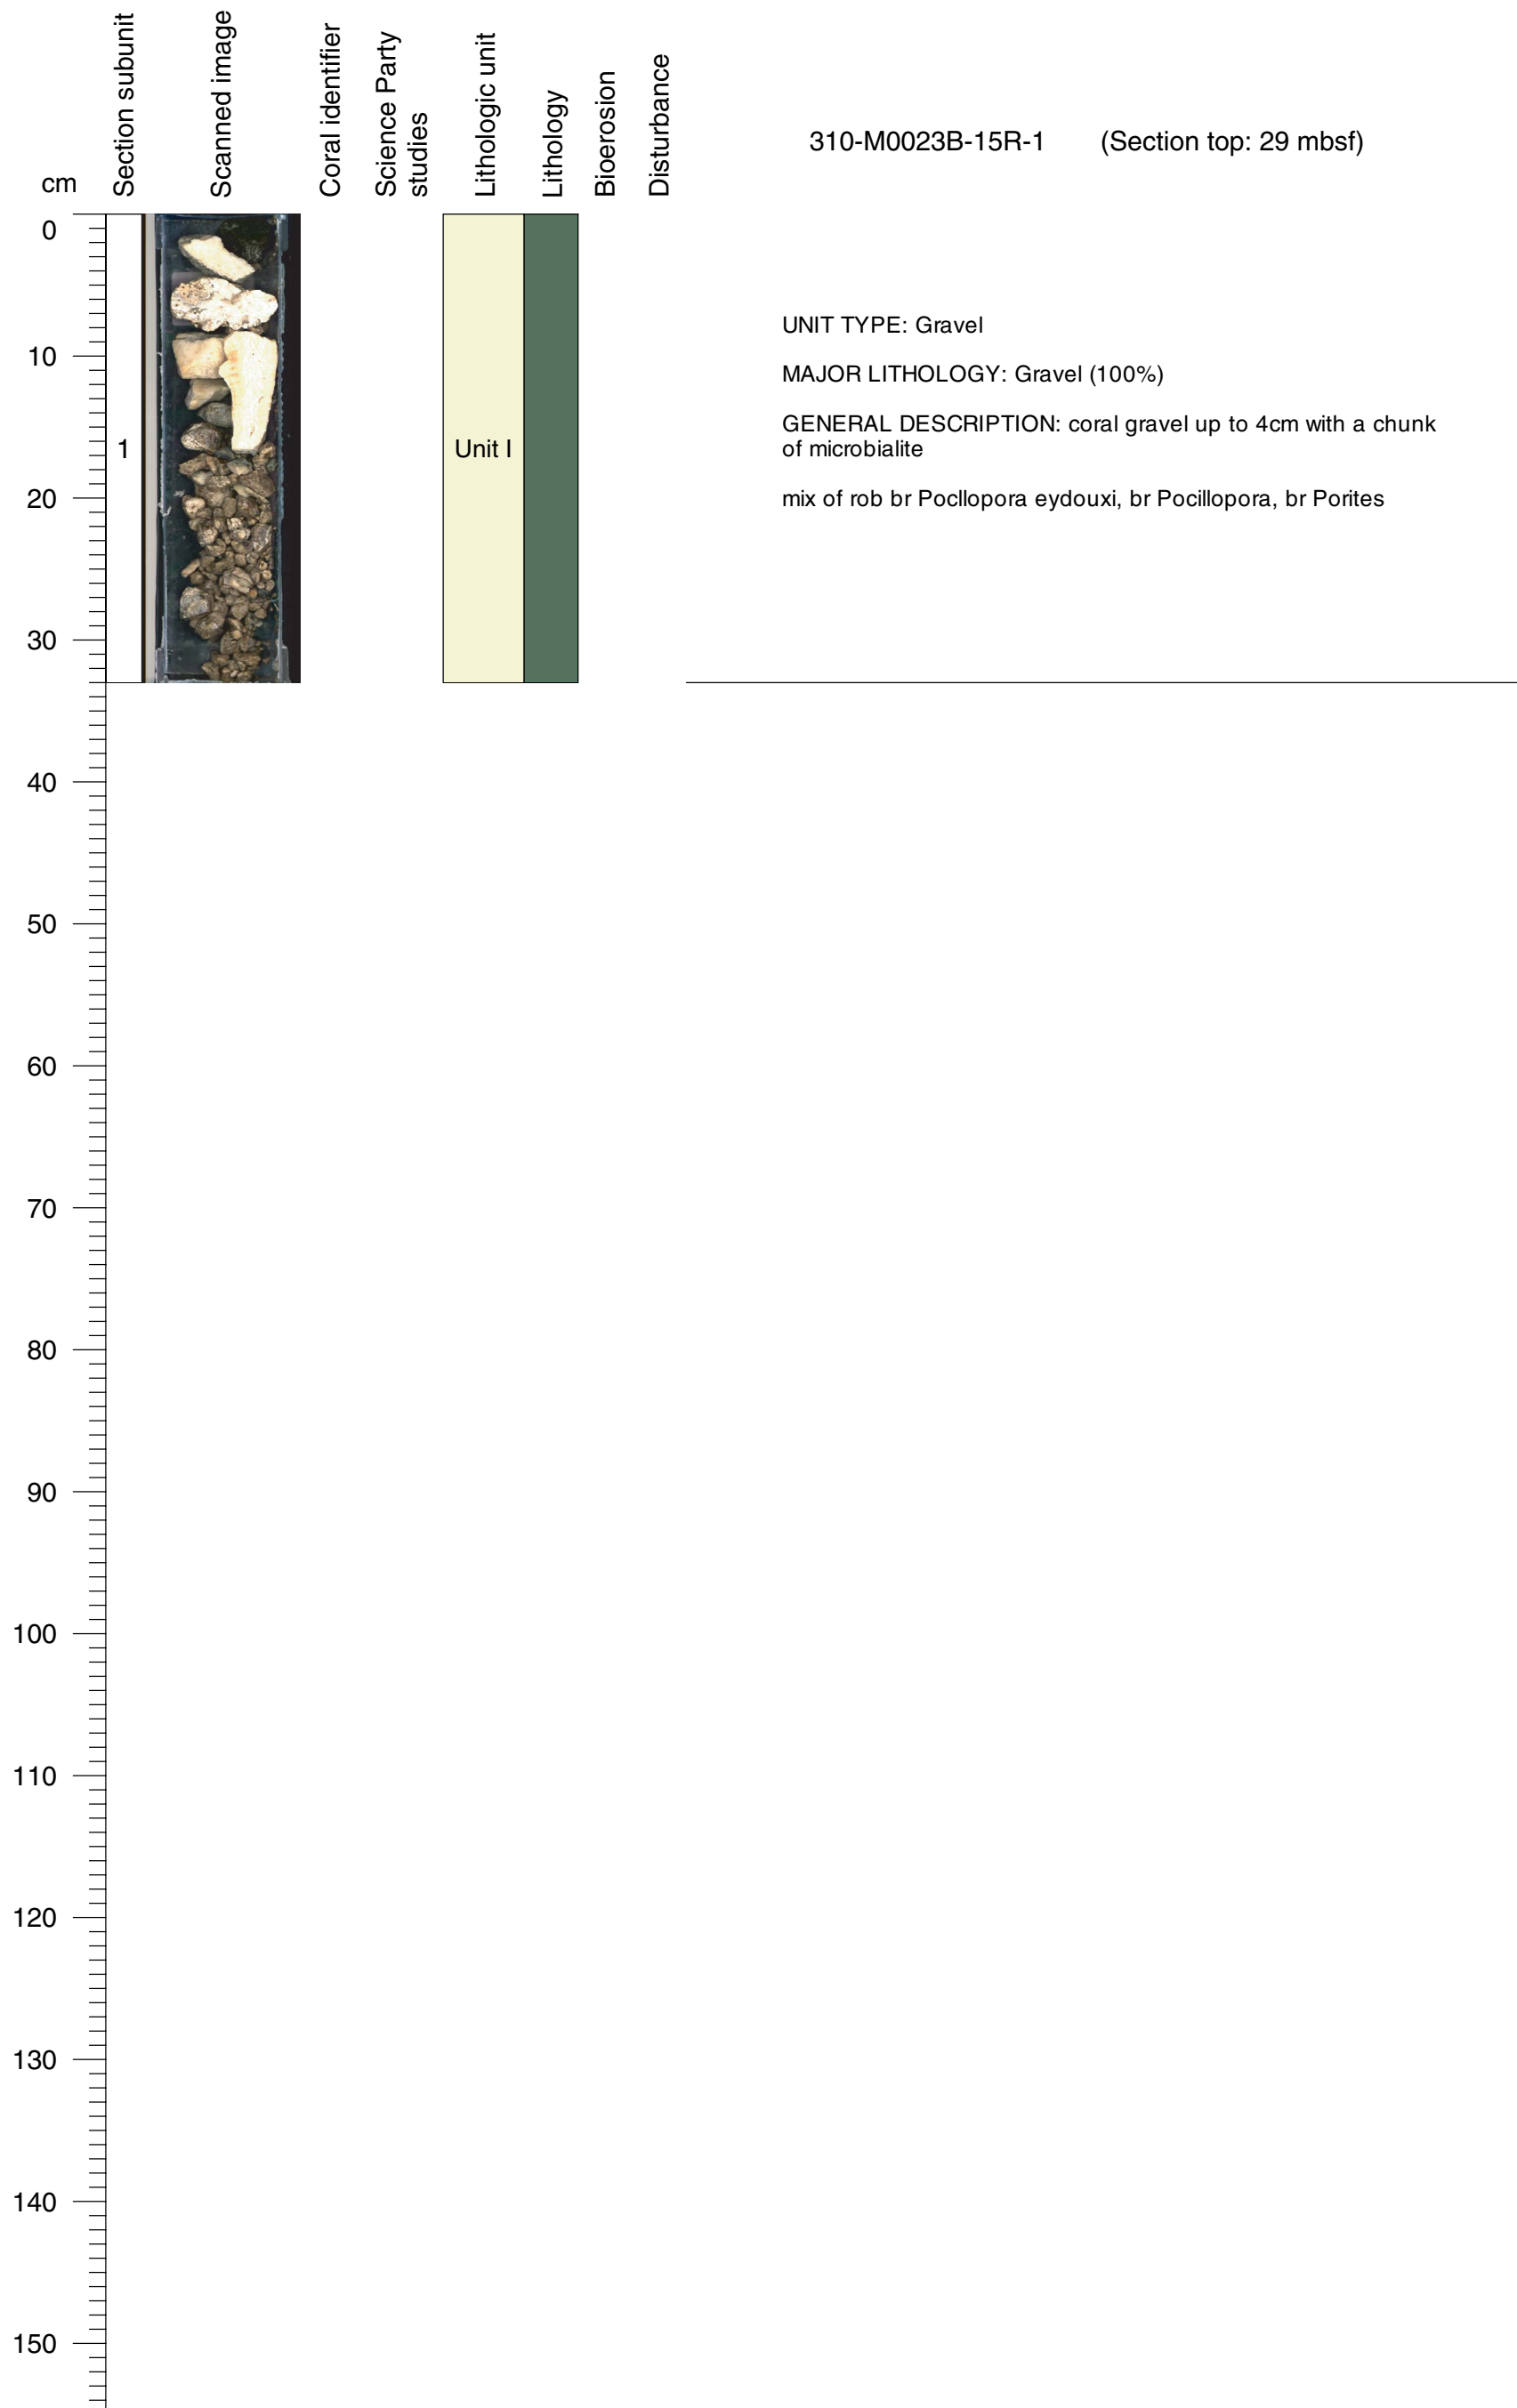 Section subunit
Scanned image
Coral identifier
Science Party
studies
Lithologic unit
Lithology
Bioerosion
Disturbance
310-M0023B-15R-1 (Section top: 29 mbsf)
cm
0
UNIT TYPE: Gravel
10
MAJOR LITHOLOGY: Gravel (100%)
GENERAL DESCRIPTION: coral gravel up to 4cm with a chunk
of microbialite
1
Unit I
20
mix of rob br Pocllopora eydouxi, br Pocillopora, br Porites
30
40
50
60
70
80
90
100
110
120
130
140
150